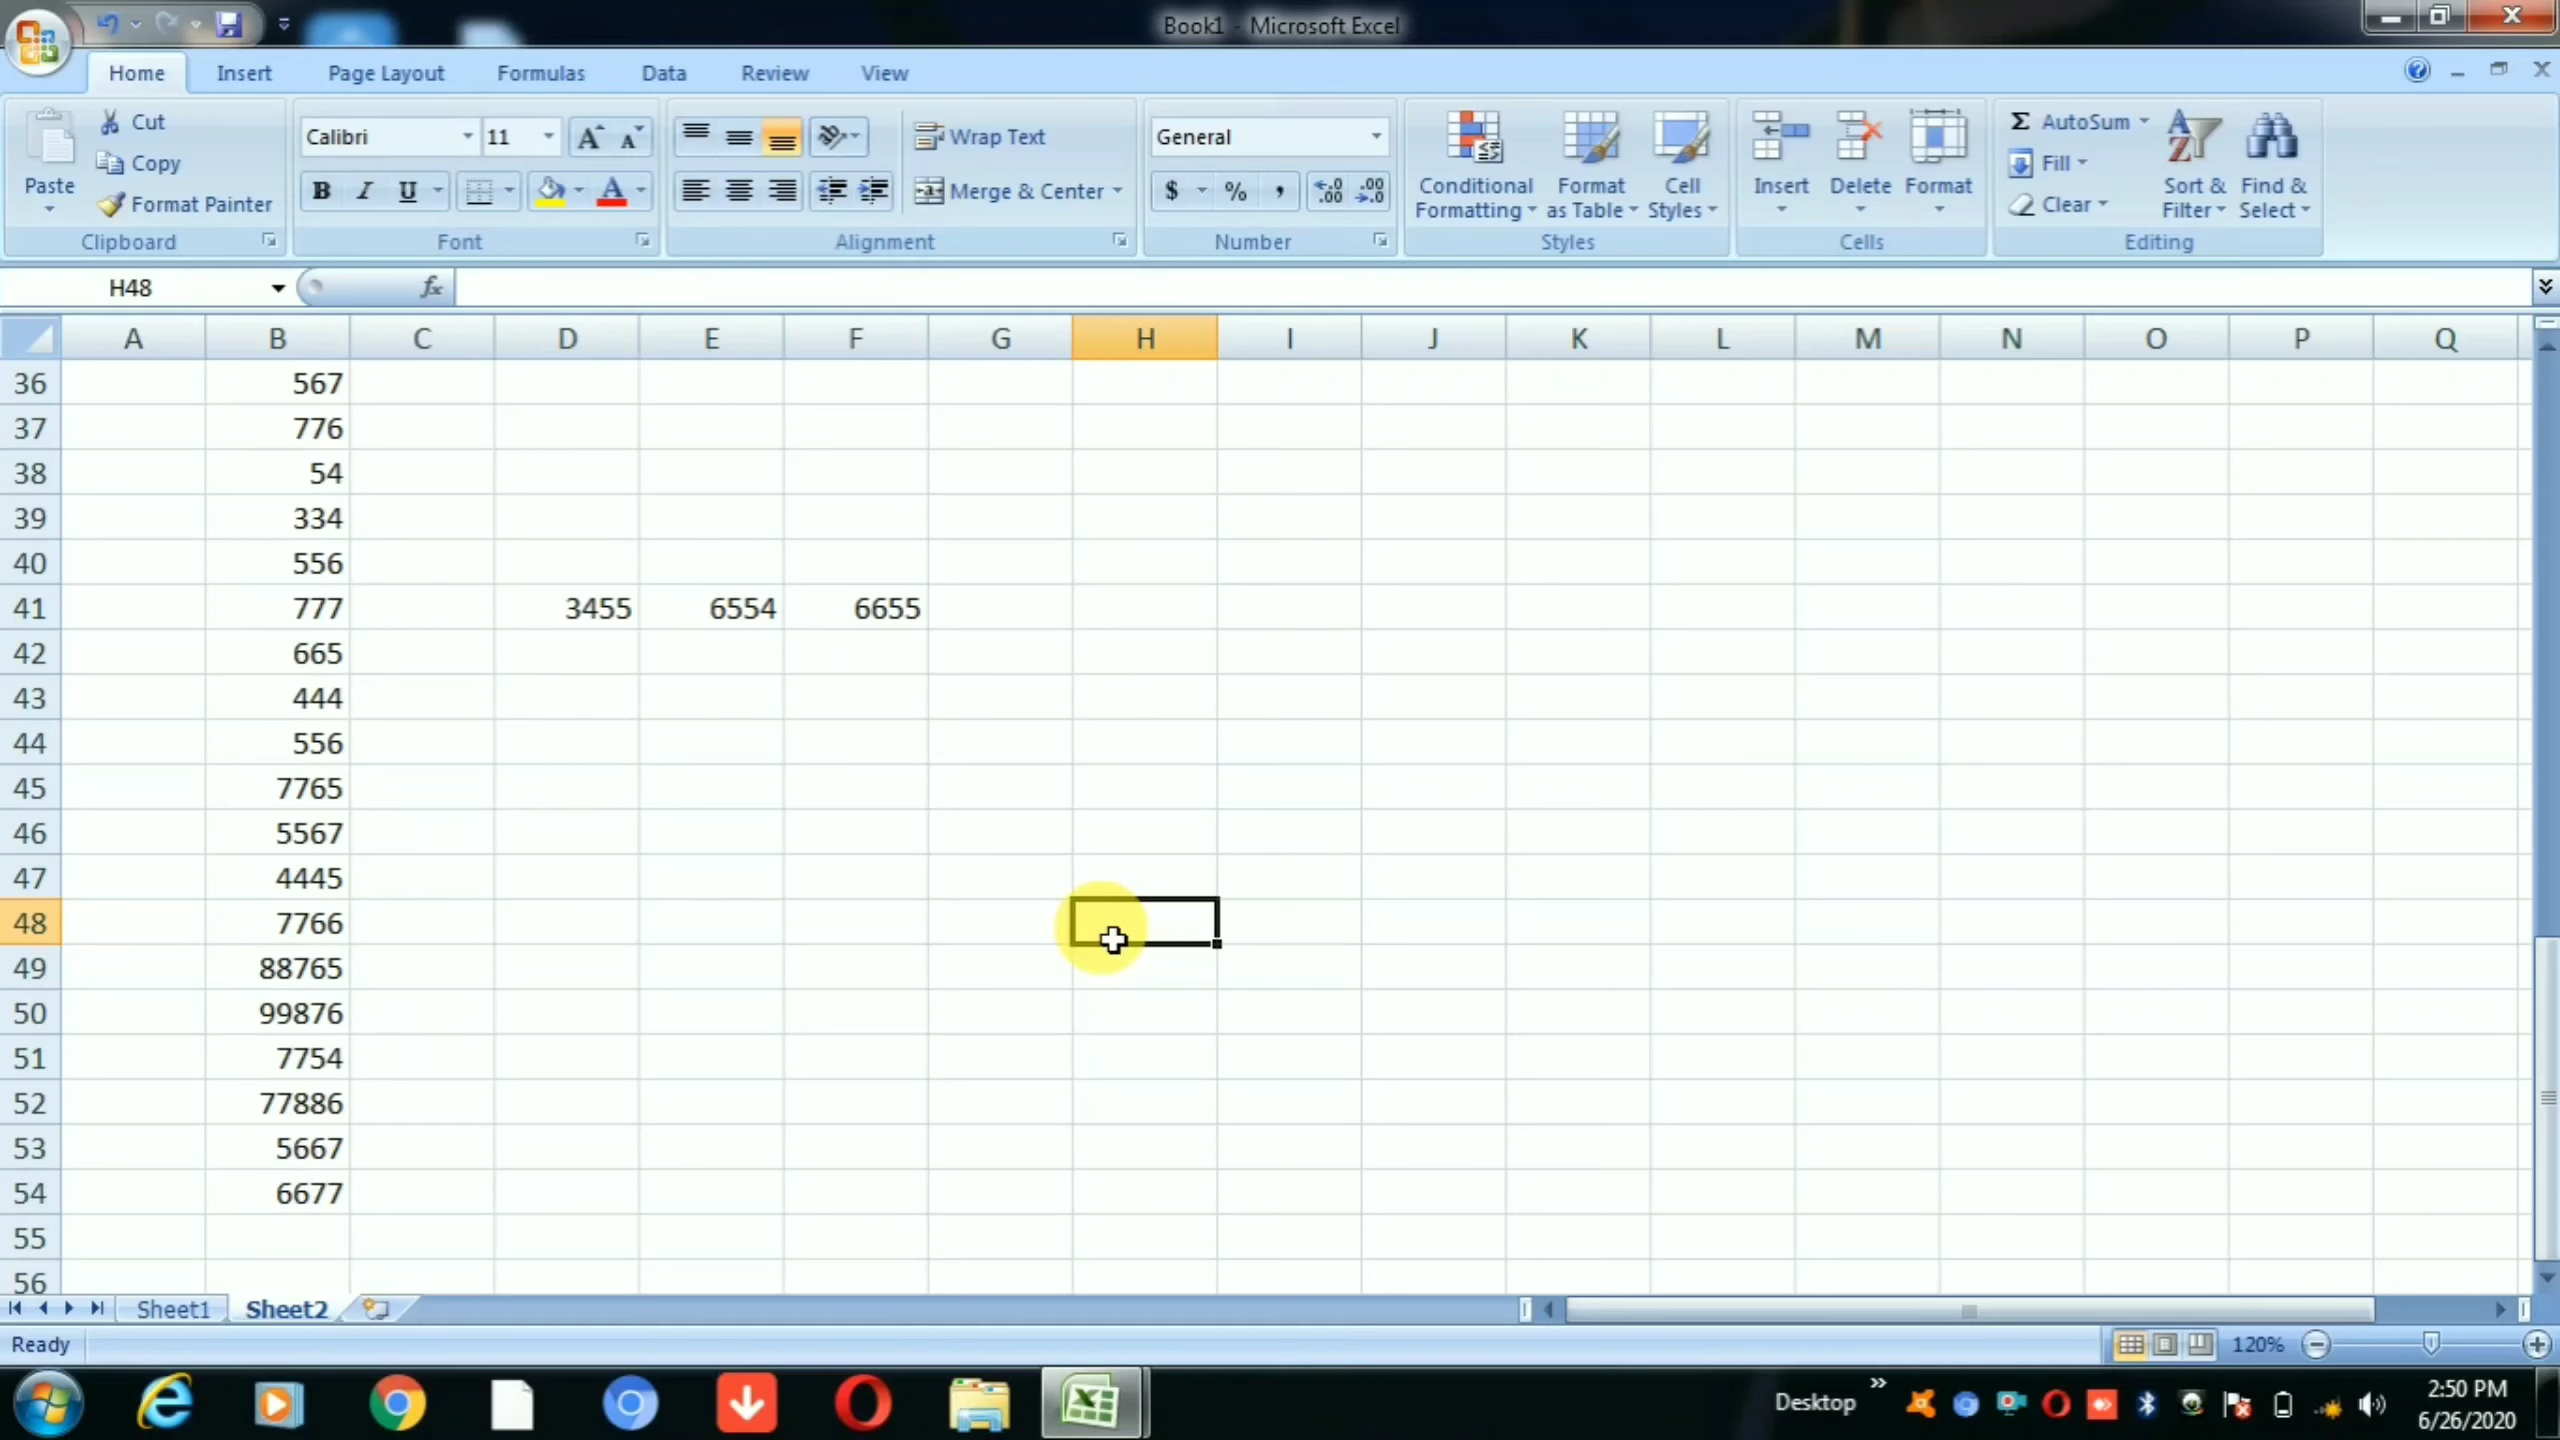 Book1 - Microsoft Excel
Home Insert Page Layout Formulas Data Review View
Paste
Cut
Copy
Format Painter
Clipboard
Calibri 11
B I U
Font
Wrap Text
Merge & Center
Alignment
General
$ % ,
Number
Conditional Formatting
Format as Table
Cell Styles
Styles
Insert
Delete
Format
Cells
Σ AutoSum
Fill
Clear
Sort & Filter
Find & Select
Editing
H48 fx
A B C D E F G H I J K L M N O P Q
36 567
37 776
38 54
39 334
40 556
41 777 3455 6554 6655
42 665
43 444
44 556
45 7765
46 5567
47 4445
48 7766
49 88765
50 99876
51 7754
52 77886
53 5667
54 6677
55
56
Sheet1 Sheet2
Ready 120%
Desktop
2:50 PM
6/26/2020